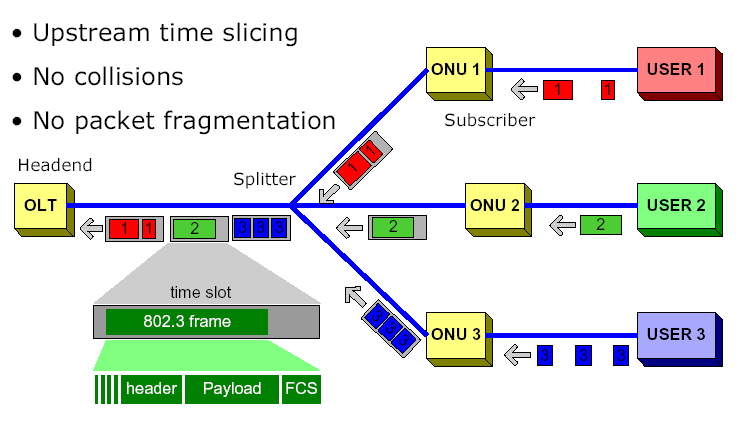 • Upstream time slicing
• No collisions
• No packet fragmentation
ONU 1
USER 1
1
1
Subscriber
1
1
Headend
Splitter
OLT
1
1
2
3
3
3
2
ONU 2
2
USER 2
time slot
802.3 frame
3
3
3
ONU 3
3
3
3
USER 3
header
Payload
FCS